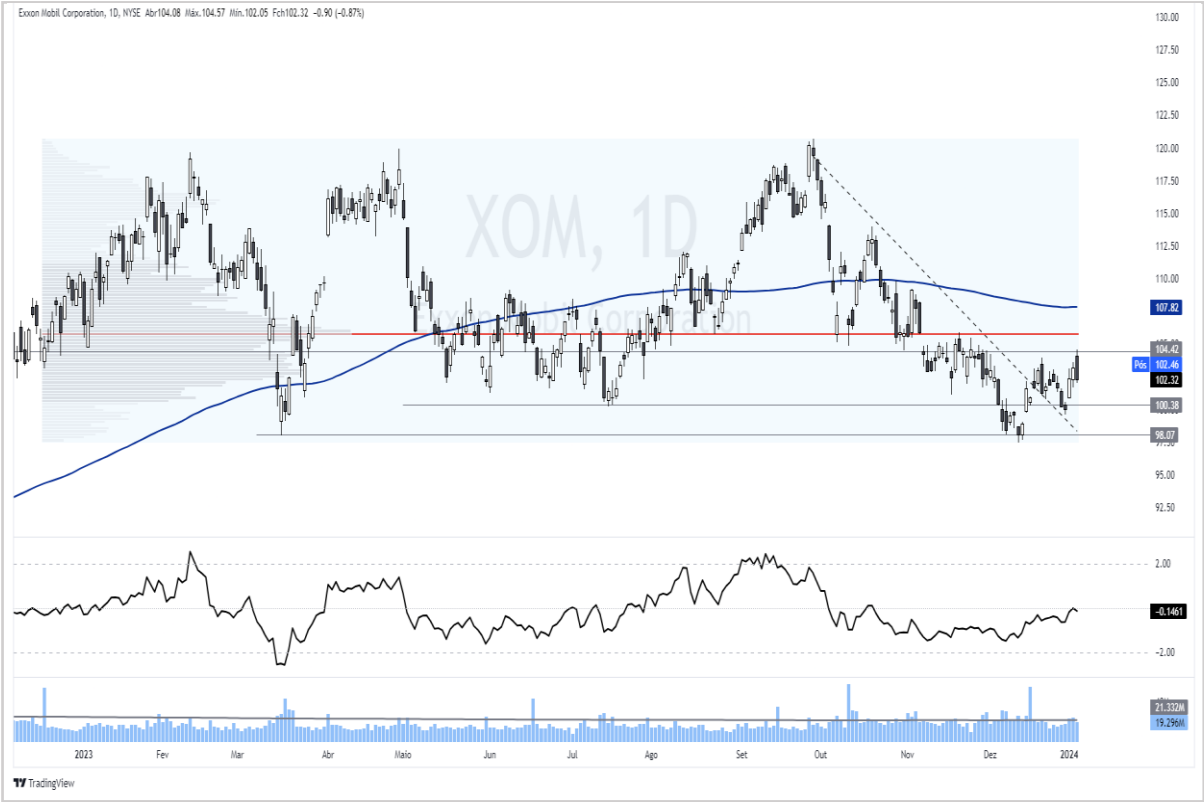 Exxon Mobil Corporation, 1D, NYSE Abr104.08 Máx.104.57 Mín.102.05 Fch102.32 −0.90 (−0.87%)
130.00
127.50
125.00
122.50
120.00
117.50
115.00
112.50
110.00
107.82
104.42
Pós 102.46
102.32
100.38
98.07
95.00
92.50
XOM, 1D
Exxon Mobil Corporation
2.00
−0.1461
−2.00
21.332M
19.296M
2023 Fev Mar Abr Maio Jun Jul Ago Set Out Nov Dez 2024
TradingView